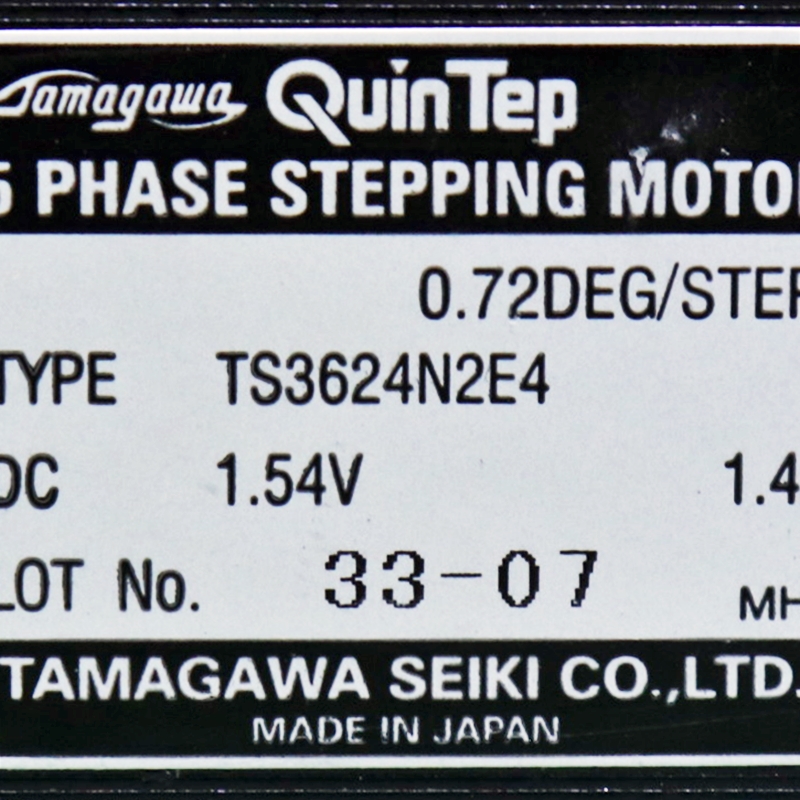 Tamagawa QuinTep
5 PHASE STEPPING MOTO
0.72DEG/STEP
TYPE TS3624N2E4
DC 1.54V 1.4
LOT No. 33-07 MH
TAMAGAWA SEIKI CO.,LTD.
MADE IN JAPAN